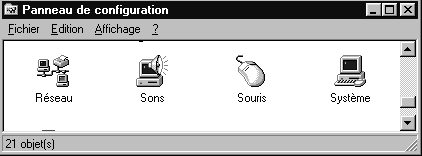 Panneau de configuration
Fichier Edition Affichage ?
Réseau Sons Souris Système
21 objet(s)